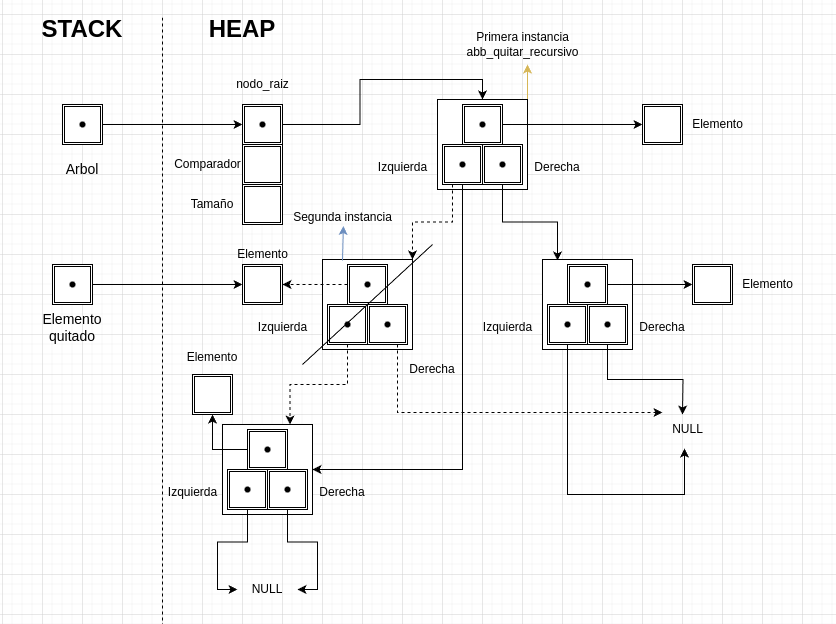 STACK
HEAP
Primera instancia
abb_quitar_recursivo
nodo_raiz
Elemento
Arbol
Comparador
Izquierda
Derecha
Tamaño
Segunda instancia
Elemento
Elemento
Elemento
quitado
Izquierda
Izquierda
Derecha
Elemento
Derecha
NULL
Izquierda
Derecha
NULL